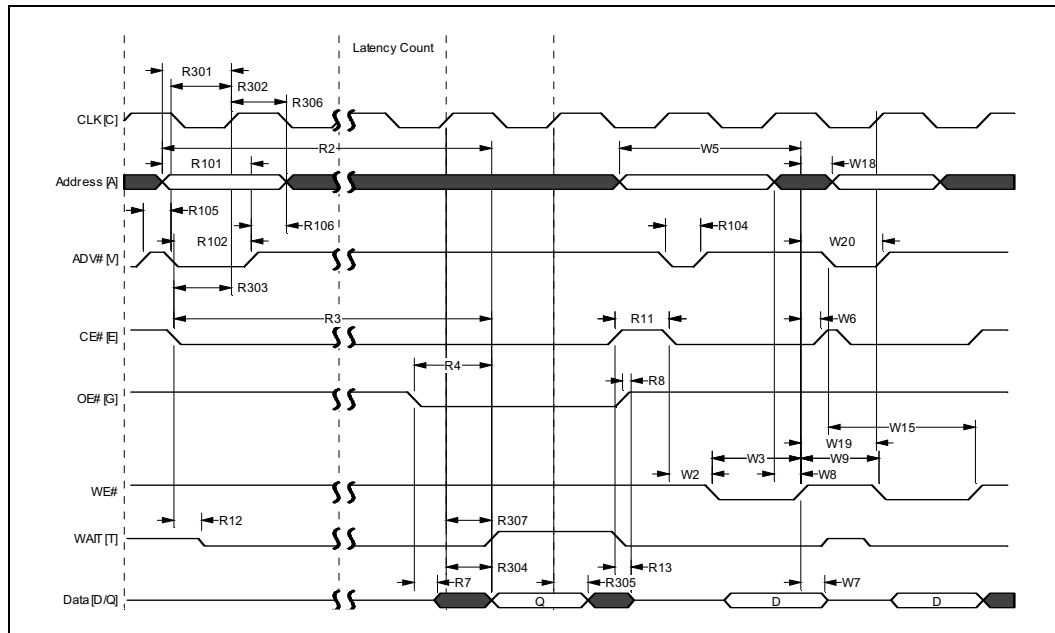 Latency Count
R301
R302
R306
CLK [C]
R2
W5
R101
W18
Address [A]
R105
R106
R104
R102
W20
ADV# [V]
R303
R3
R11
W6
CE# [E]
R4
R8
OE# [G]
W15
W19
W3
W9
W2
W8
WE#
R12
R307
WAIT [T]
R304
R13
R7
R305
W7
Data [D/Q]
Q
D
D